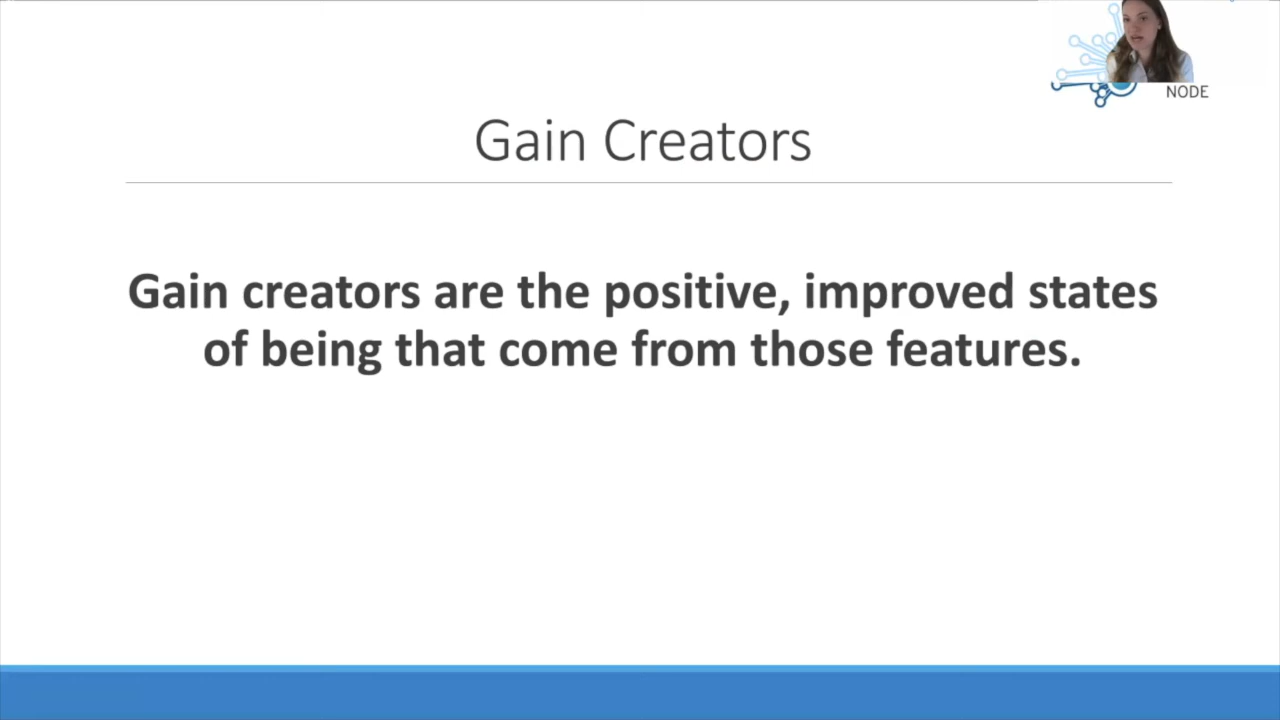 NODE
Gain Creators
Gain creators are the positive, improved states
of being that come from those features.